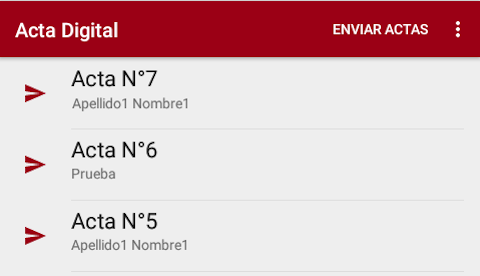 Acta Digital ENVIAR ACTAS
Acta N°7
Apellido1 Nombre1
Acta N°6
Prueba
Acta N°5
Apellido1 Nombre1